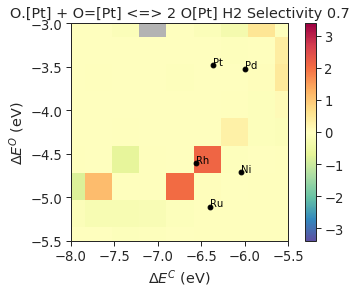 O.[Pt] + O=[Pt] <=> 2 O[Pt] H2 Selectivity 0.7
−3.0
−3.5
−4.0
−4.5
−5.0
−5.5
ΔE^O (eV)
Pt
Pd
Rh
Ni
Ru
−8.0 −7.5 −7.0 −6.5 −6.0 −5.5
ΔE^C (eV)
3
2
1
0
−1
−2
−3